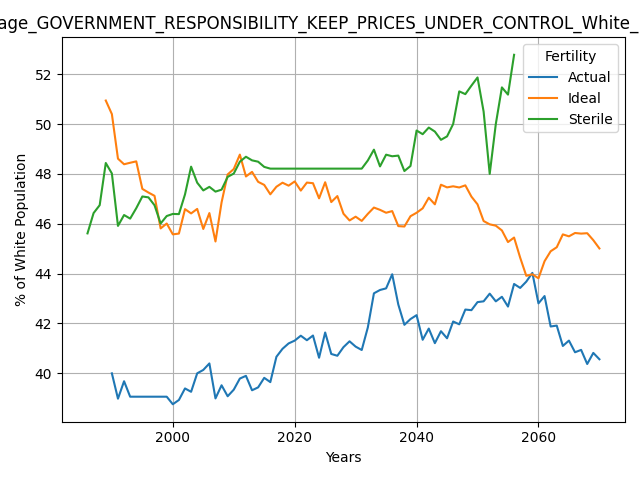 age_GOVERNMENT_RESPONSIBILITY_KEEP_PRICES_UNDER_CONTROL_White_
Fertility
Actual
Ideal
Sterile
52
50
48
46
44
42
40
% of White Population
2000
2020
2040
2060
Years